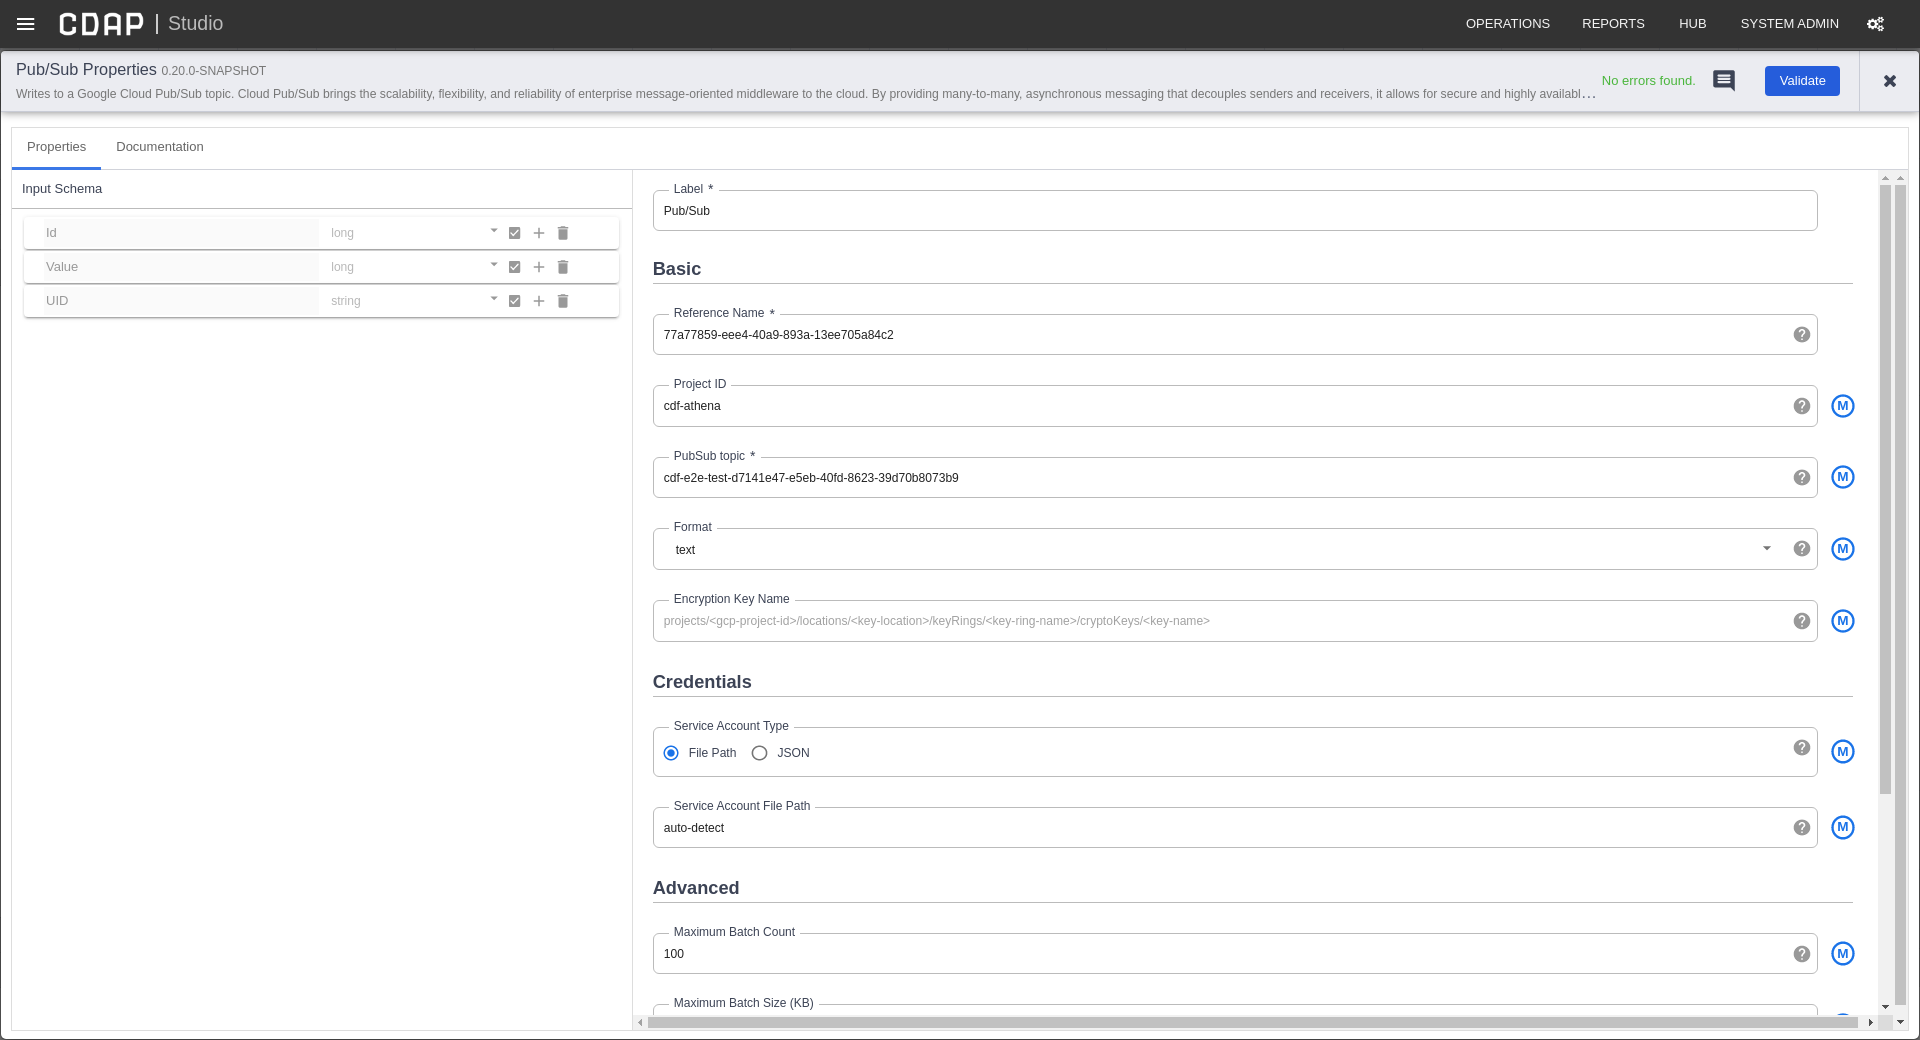 CDAP | Studio
OPERATIONS REPORTS HUB SYSTEM ADMIN
Pub/Sub Properties 0.20.0-SNAPSHOT
Writes to a Google Cloud Pub/Sub topic. Cloud Pub/Sub brings the scalability, flexibility, and reliability of enterprise message-oriented middleware to the cloud. By providing many-to-many, asynchronous messaging that decouples senders and receivers, it allows for secure and highly availabl...
No errors found.
Validate
Properties Documentation
Input Schema
Id long
Value long
UID string
Label *
Pub/Sub
Basic
Reference Name *
77a77859-eee4-40a9-893a-13ee705a84c2
Project ID
cdf-athena
M
PubSub topic *
cdf-e2e-test-d7141e47-e5eb-40fd-8623-39d70b8073b9
M
Format
text
M
Encryption Key Name
projects/<gcp-project-id>/locations/<key-location>/keyRings/<key-ring-name>/cryptoKeys/<key-name>
M
Credentials
Service Account Type
File Path JSON
M
Service Account File Path
auto-detect
M
Advanced
Maximum Batch Count
100
M
Maximum Batch Size (KB)